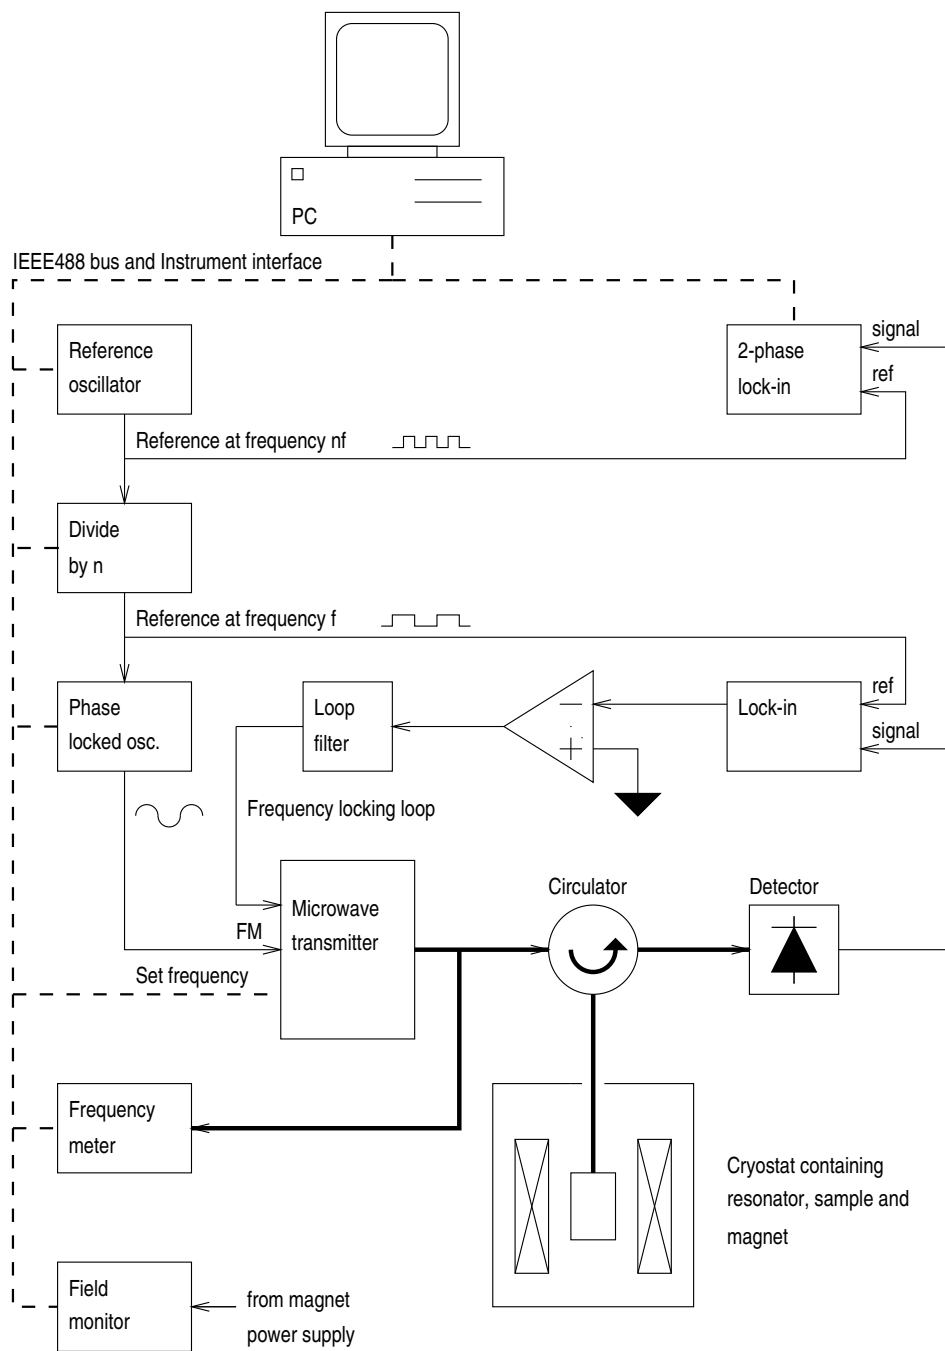 PC
IEEE488 bus and Instrument interface
Reference
oscillator
2-phase
lock-in
signal
ref
Reference at frequency nf
Divide
by n
Reference at frequency f
Phase
locked osc.
Loop
filter
Lock-in
ref
signal
Frequency locking loop
Microwave
transmitter
FM
Set frequency
Circulator
Detector
Frequency
meter
Cryostat containing
resonator, sample and
magnet
Field
monitor
from magnet
power supply